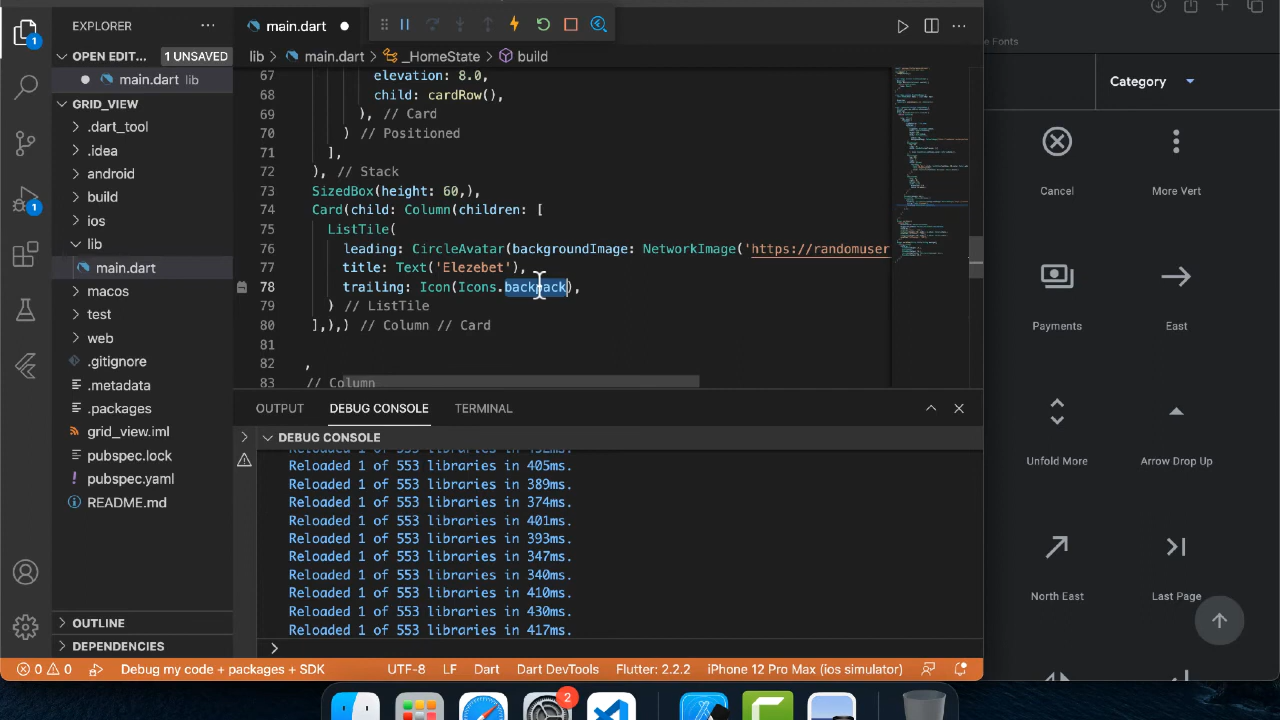 EXPLORER
main.dart
e Fonts
OPEN EDIT...
1 UNSAVED
1
lib
main.dart
_HomeState
build
main.dart lib
67
elevation: 8.0,
Category
GRID_VIEW
68
child: cardRow(),
69
), // Card
.dart_tool
70
) // Positioned
.idea
71
],
72
), // Stack
android
73
SizedBox(height: 60,),
Cancel
More Vert
build
1
74
Card(child: Column(children: [
ios
75
ListTile(
lib
76
leading: CircleAvatar(backgroundImage: NetworkImage('https://randomuser
main.dart
77
title: Text('Elezebet'),
macos
78
trailing: Icon(Icons.backpack),
79
) // ListTile
test
80
],),) // Column // Card
Payments
East
web
81
.gitignore
82
,
.metadata
83
// Column
.packages
OUTPUT
DEBUG CONSOLE
TERMINAL
grid_view.iml
DEBUG CONSOLE
pubspec.lock
Reloaded 1 of 553 libraries in 405ms.
Unfold More
Arrow Drop Up
pubspec.yaml
Reloaded 1 of 553 libraries in 389ms.
README.md
Reloaded 1 of 553 libraries in 374ms.
Reloaded 1 of 553 libraries in 401ms.
Reloaded 1 of 553 libraries in 393ms.
Reloaded 1 of 553 libraries in 347ms.
Reloaded 1 of 553 libraries in 340ms.
Reloaded 1 of 553 libraries in 410ms.
North East
Last Page
Reloaded 1 of 553 libraries in 430ms.
OUTLINE
Reloaded 1 of 553 libraries in 417ms.
DEPENDENCIES
0
0
Debug my code + packages + SDK
UTF-8
LF
Dart
Dart DevTools
Flutter: 2.2.2
iPhone 12 Pro Max (ios simulator)
2